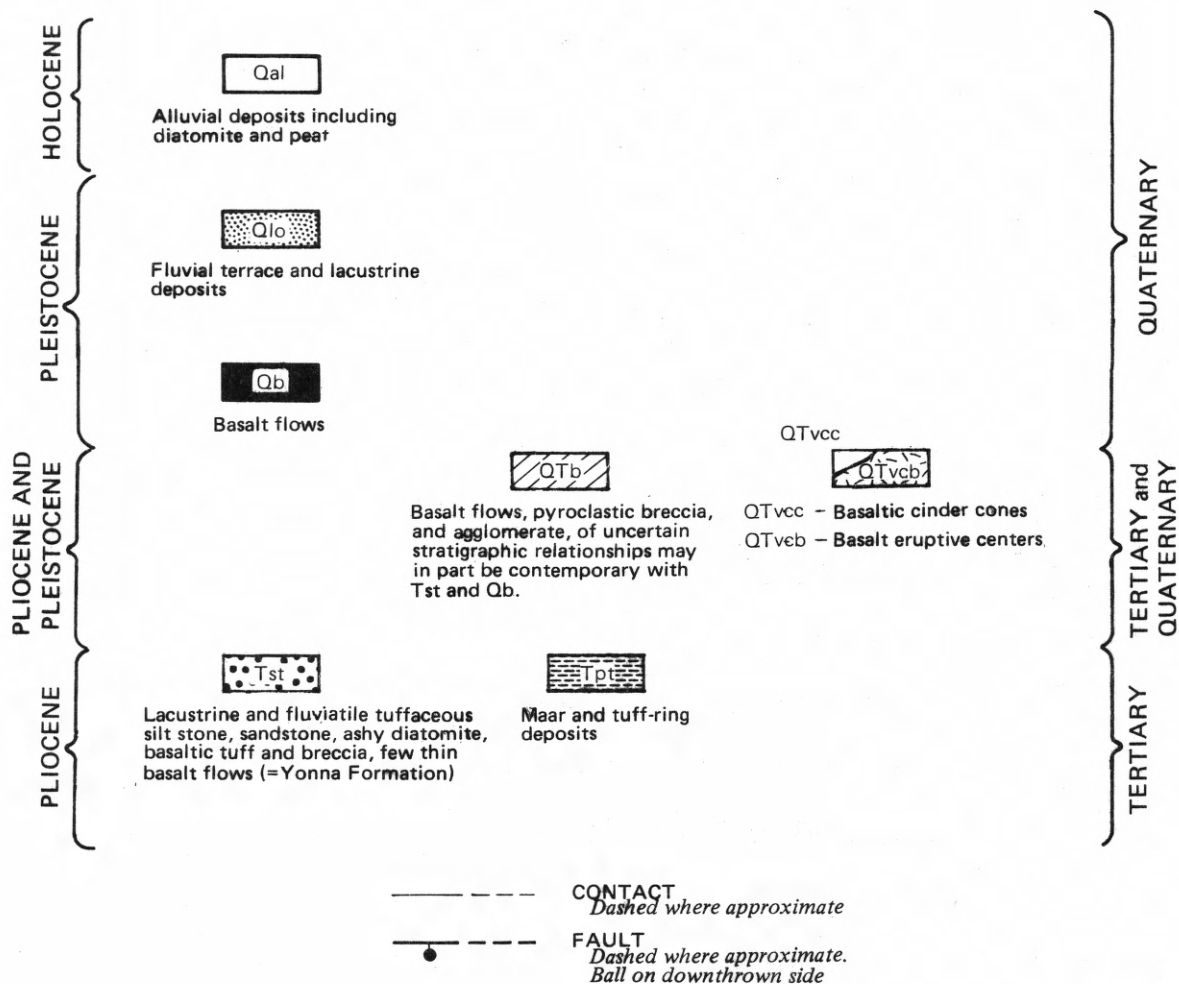 HOLOCENE
Qal
Alluvial deposits including
diatomite and peat
PLEISTOCENE
Qlo
Fluvial terrace and lacustrine
deposits
Qb
Basalt flows
QUATERNARY
PLIOCENE AND
PLEISTOCENE
QTb
Basalt flows, pyroclastic breccia,
and agglomerate, of uncertain
stratigraphic relationships may
in part be contemporary with
Tst and Qb.
QTvcc
QTvcb
QTvcc – Basaltic cinder cones
QTvcb – Basalt eruptive centers
TERTIARY and
QUATERNARY
PLIOCENE
Tst
Lacustrine and fluviatile tuffaceous
silt stone, sandstone, ashy diatomite,
basaltic tuff and breccia, few thin
basalt flows (=Yonna Formation)
Tpt
Maar and tuff-ring
deposits
TERTIARY
CONTACT
Dashed where approximate
FAULT
Dashed where approximate.
Ball on downthrown side